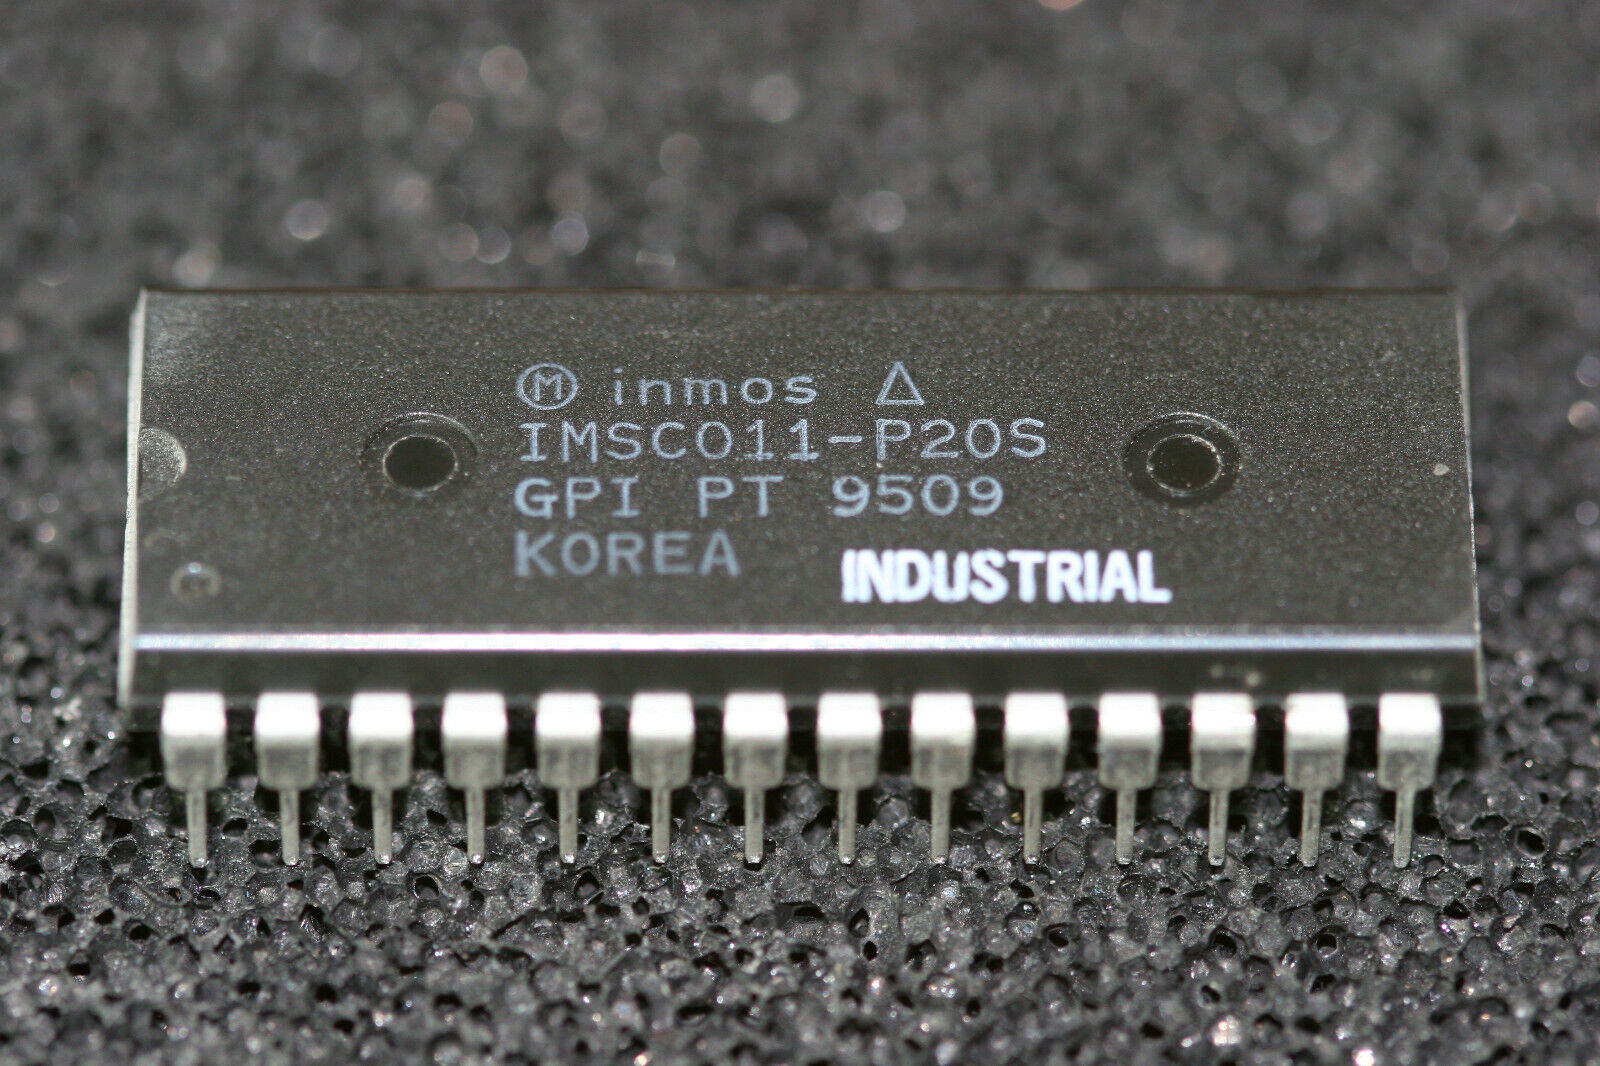 Ⓜ inmos △
IMSC011-P20S
GPI PT 9509
KOREA INDUSTRIAL